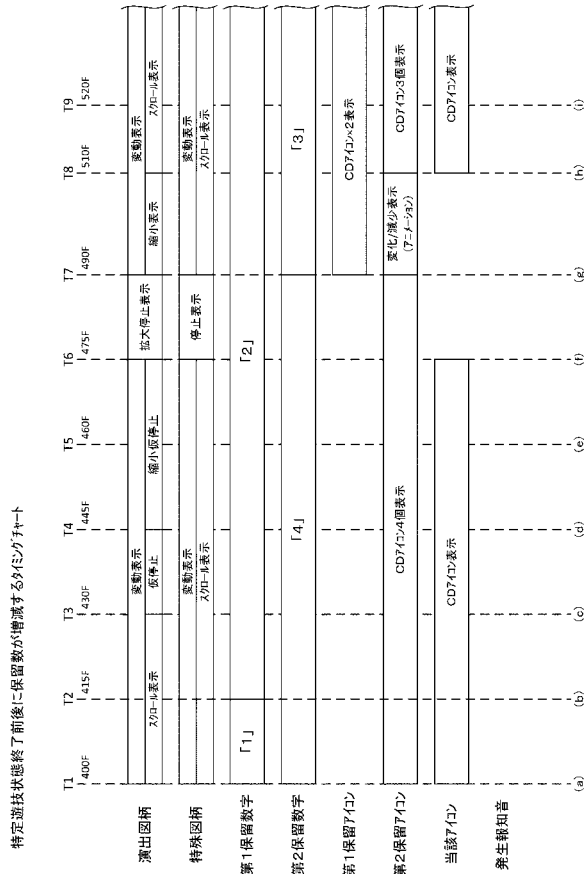 特定遊技状態終了前後に保留数が増減するタイミングチャート
T1 T2 T3 T4 T5 T6 T7 T8 T9
400F 415F 430F 445F 460F 475F 490F 510F 520F
演出図柄
変動表示
拡大停止表示
変動表示
スクロール表示
仮停止
縮小仮停止
縮小表示
スクロール表示
特殊図柄
変動表示
スクロール表示
停止表示
変動表示
スクロール表示
第1保留数字
「1」
「2」
第2保留数字
「4」
「3」
第1保留アイコン
CDアイコン×2表示
第2保留アイコン
CDアイコン4個表示
変化/減少表示
(アニメーション)
CDアイコン3個表示
当該アイコン
CDアイコン表示
CDアイコン表示
発生報知音
(a) (b) (c) (d) (e) (f) (g) (h) (i)